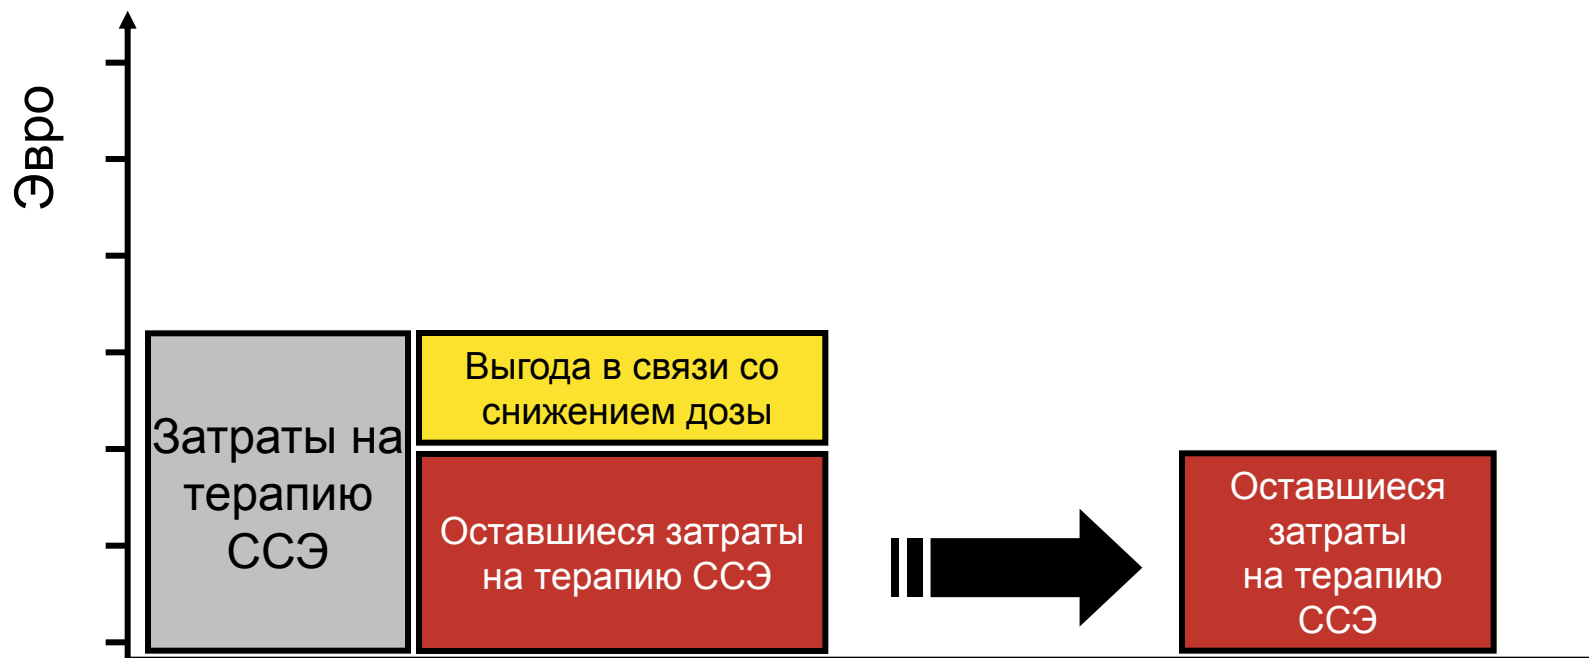 Эвро
Затраты на
терапию
ССЭ
Выгода в связи со
снижением дозы
Оставшиеся затраты
на терапию ССЭ
Оставшиеся
затраты
на терапию
ССЭ